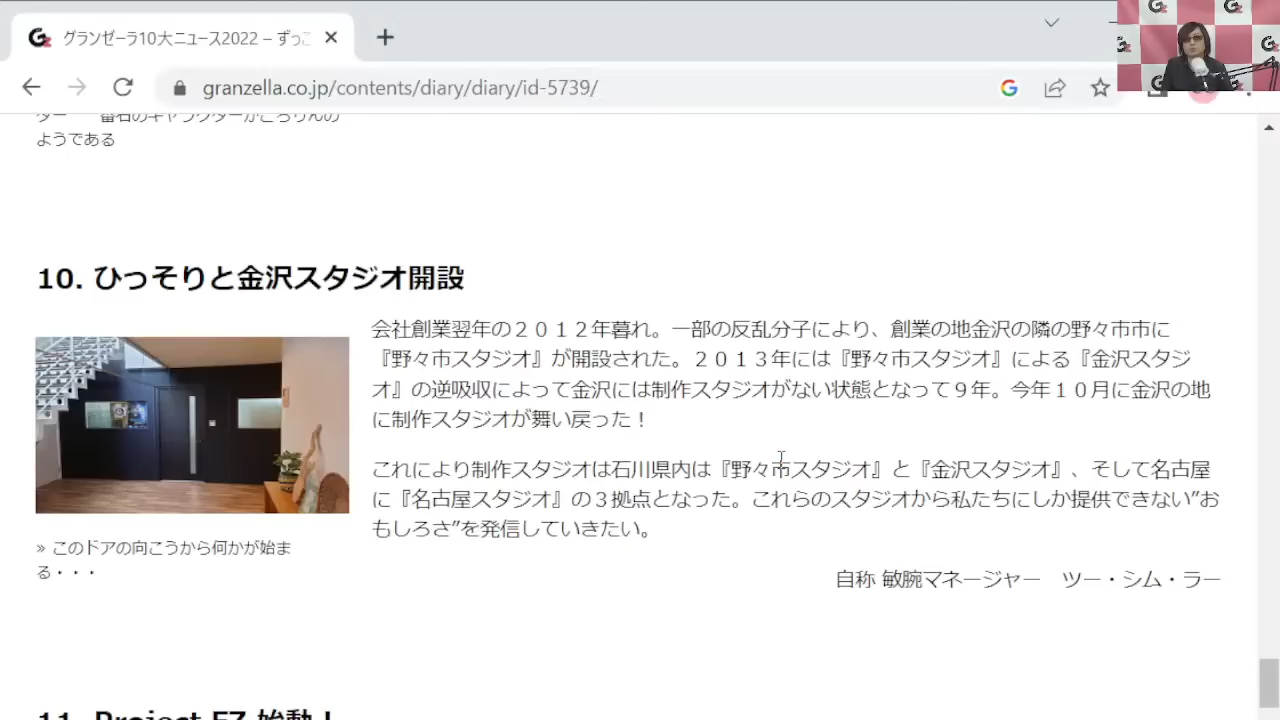 グランゼーラ10大ニュース2022 – ずっこ
granzella.co.jp/contents/diary/diary/id-5739/
ようである
10. ひっそりと金沢スタジオ開設
会社創業翌年の２０１２年暮れ。一部の反乱分子により、創業の地金沢の隣の野々市市に
『野々市スタジオ』が開設された。２０１３年には『野々市スタジオ』による『金沢スタジ
オ』の逆吸収によって金沢には制作スタジオがない状態となって９年。今年１０月に金沢の地
に制作スタジオが舞い戻った！
これにより制作スタジオは石川県内は『野々市スタジオ』と『金沢スタジオ』、そして名古屋
に『名古屋スタジオ』の３拠点となった。これらのスタジオから私たちにしか提供できない”お
もしろさ”を発信していきたい。
» このドアの向こうから何かが始ま
る・・・
自称 敏腕マネージャー　ツー・シム・ラー
11. Project EZ 始動！